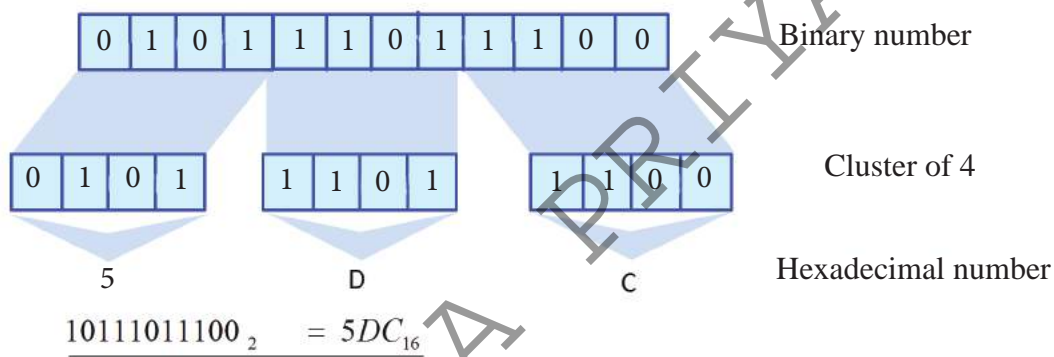 0 1 0 1 1 1 0 1 1 1 0 0 Binary number
0 1 0 1 1 1 0 1 1 1 0 0 Cluster of 4
5 D C Hexadecimal number
10111011100₂ = 5DC₁₆
A PRIYA